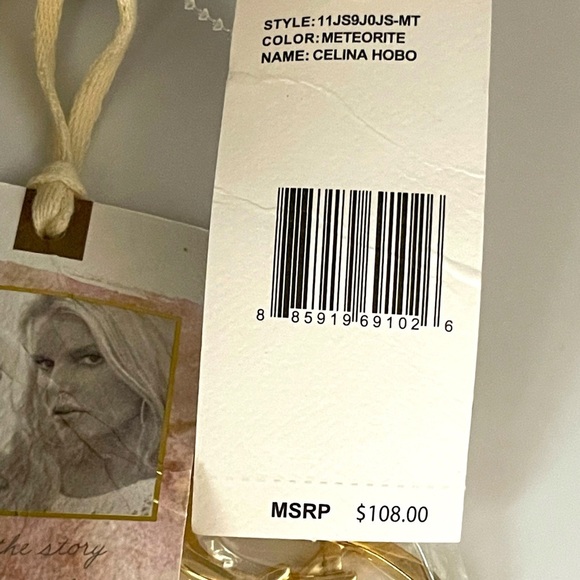 STYLE:11JS9J0JS-MT
COLOR:METEORITE
NAME: CELINA HOBO
8 85919 69102 6
MSRP $108.00
the story